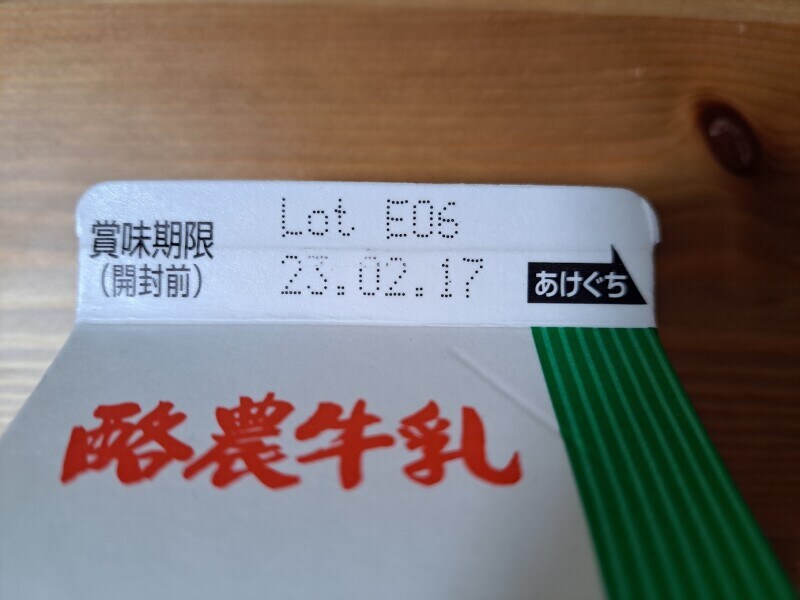 賞味期限
(開封前)
Lot E06
23.02.17
あけぐち
酪農牛乳